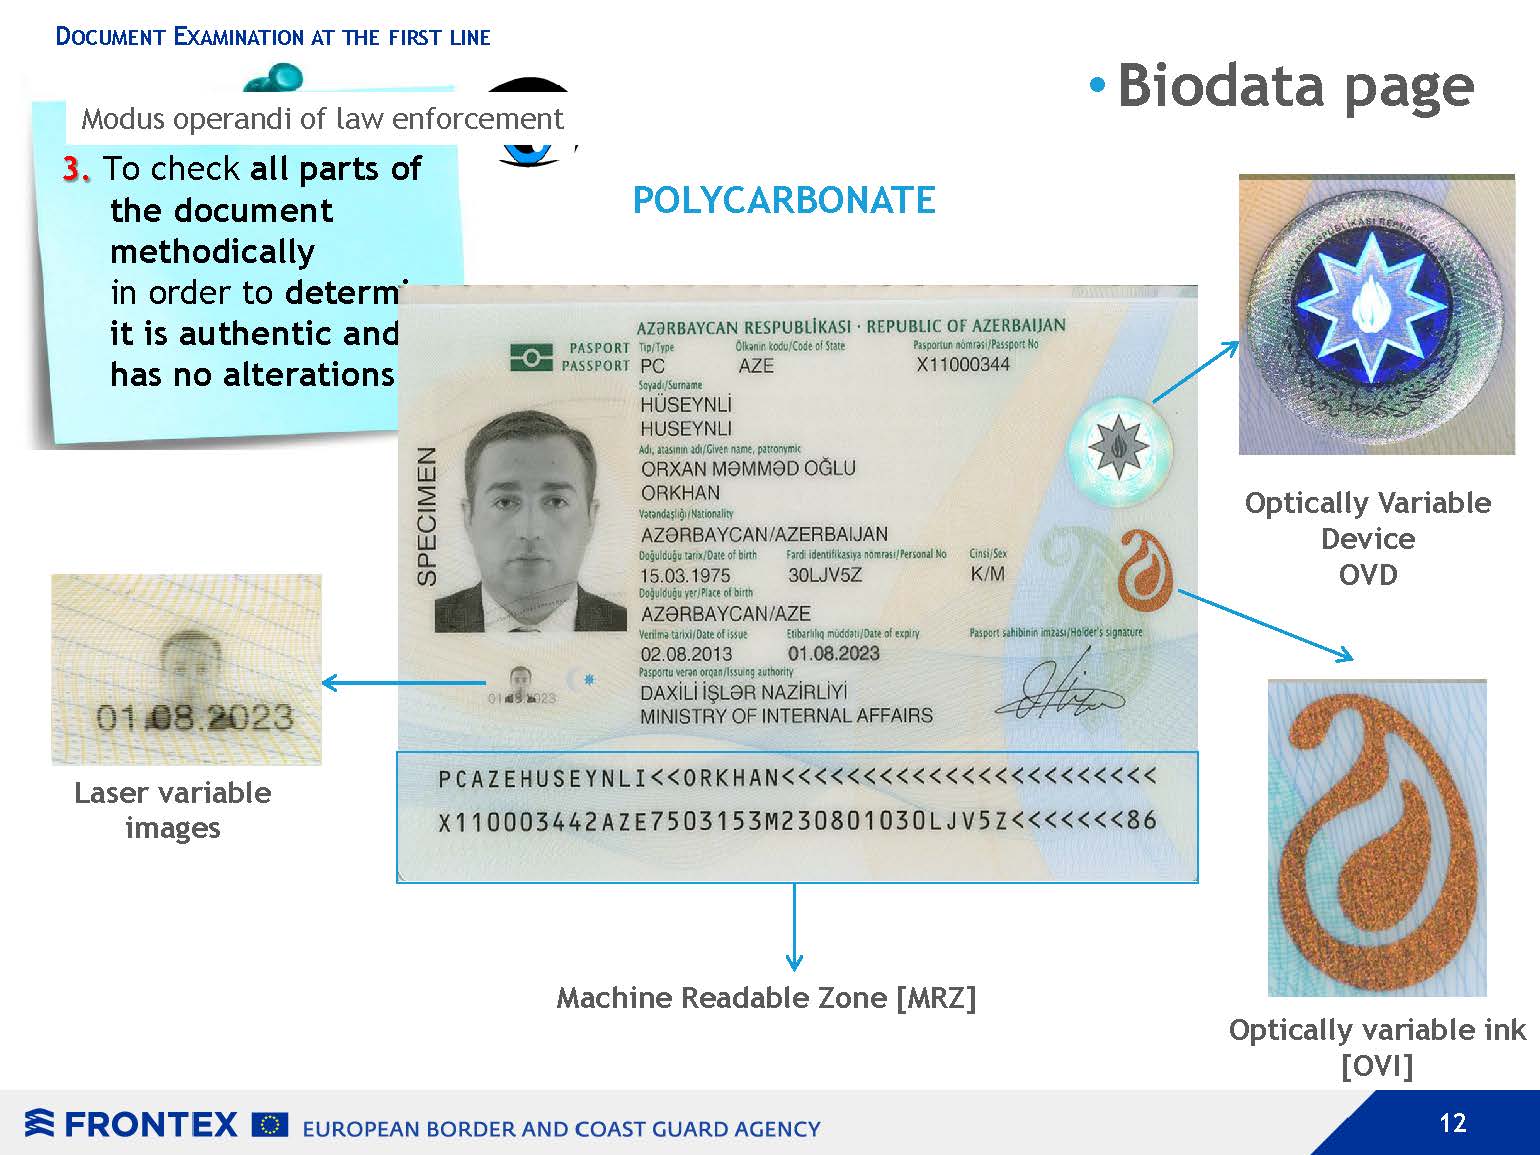 DOCUMENT EXAMINATION AT THE FIRST LINE
• Biodata page
Modus operandi of law enforcement
3. To check all parts of
the document
methodically
in order to determi
it is authentic and
has no alterations
POLYCARBONATE
AZƏRBAYCAN RESPUBLİKASI · REPUBLIC OF AZERBAIJAN
PASPORT
PASSPORT
Tip/Type Ölkənin kodu/Code of State Pasportun nömrəsi/Passport No
PC AZE X11000344
Soyadı/Surname
HÜSEYNLİ
HUSEYNLI
Adı, atasının adı/Given name, patronymic
ORXAN MƏMMƏD OĞLU
ORKHAN
Vətəndaşlığı/Nationality
AZƏRBAYCAN/AZERBAIJAN
Doğulduğu tarix/Date of birth Fərdi identifikasiya nömrəsi/Personal No Cinsi/Sex
15.03.1975 30LJV5Z K/M
Doğulduğu yer/Place of birth
AZƏRBAYCAN/AZE
Verilmə tarixi/Date of issue Etibarlılıq müddəti/Date of expiry Pasport sahibinin imzası/Holder's signature
02.08.2013 01.08.2023
Pasportu verən orqan/Issuing authority
DAXİLİ İŞLƏR NAZİRLİYİ
MINISTRY OF INTERNAL AFFAIRS
SPECIMEN
01.08.2023
PCAZEHUSEYNLI<<ORKHAN<<<<<<<<<<<<<<<<<<<<<<<
X110003442AZE7503153M230801030LJV5Z<<<<<<<86
01.08.2023
Laser variable
images
Optically Variable
Device
OVD
Machine Readable Zone [MRZ]
Optically variable ink
[OVI]
FRONTEX EUROPEAN BORDER AND COAST GUARD AGENCY
12